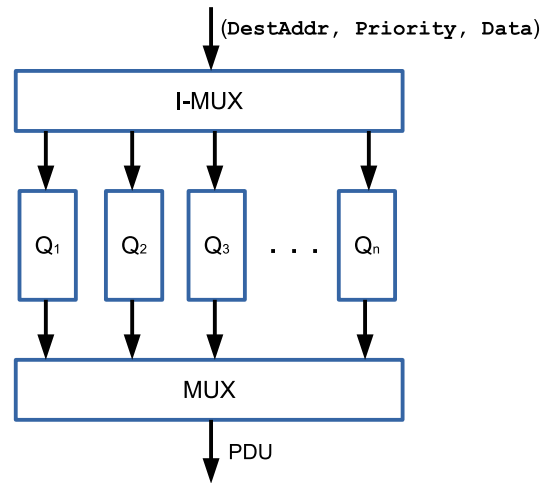 (DestAddr, Priority, Data)
I-MUX
Q₁ Q₂ Q₃ . . . Qₙ
MUX
PDU